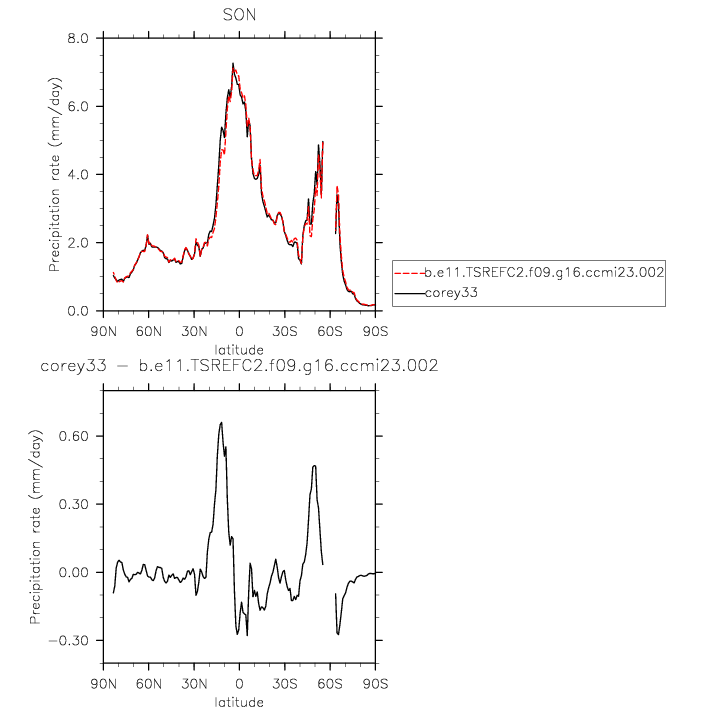 SON
8.0
6.0
4.0
2.0
0.0
Precipitation rate (mm/day)
90N 60N 30N 0 30S 60S 90S
latitude
b.e11.TSREFC2.f09.g16.ccmi23.002
corey33
corey33 – b.e11.TSREFC2.f09.g16.ccmi23.002
0.60
0.30
0.00
−0.30
Precipitation rate (mm/day)
90N 60N 30N 0 30S 60S 90S
latitude